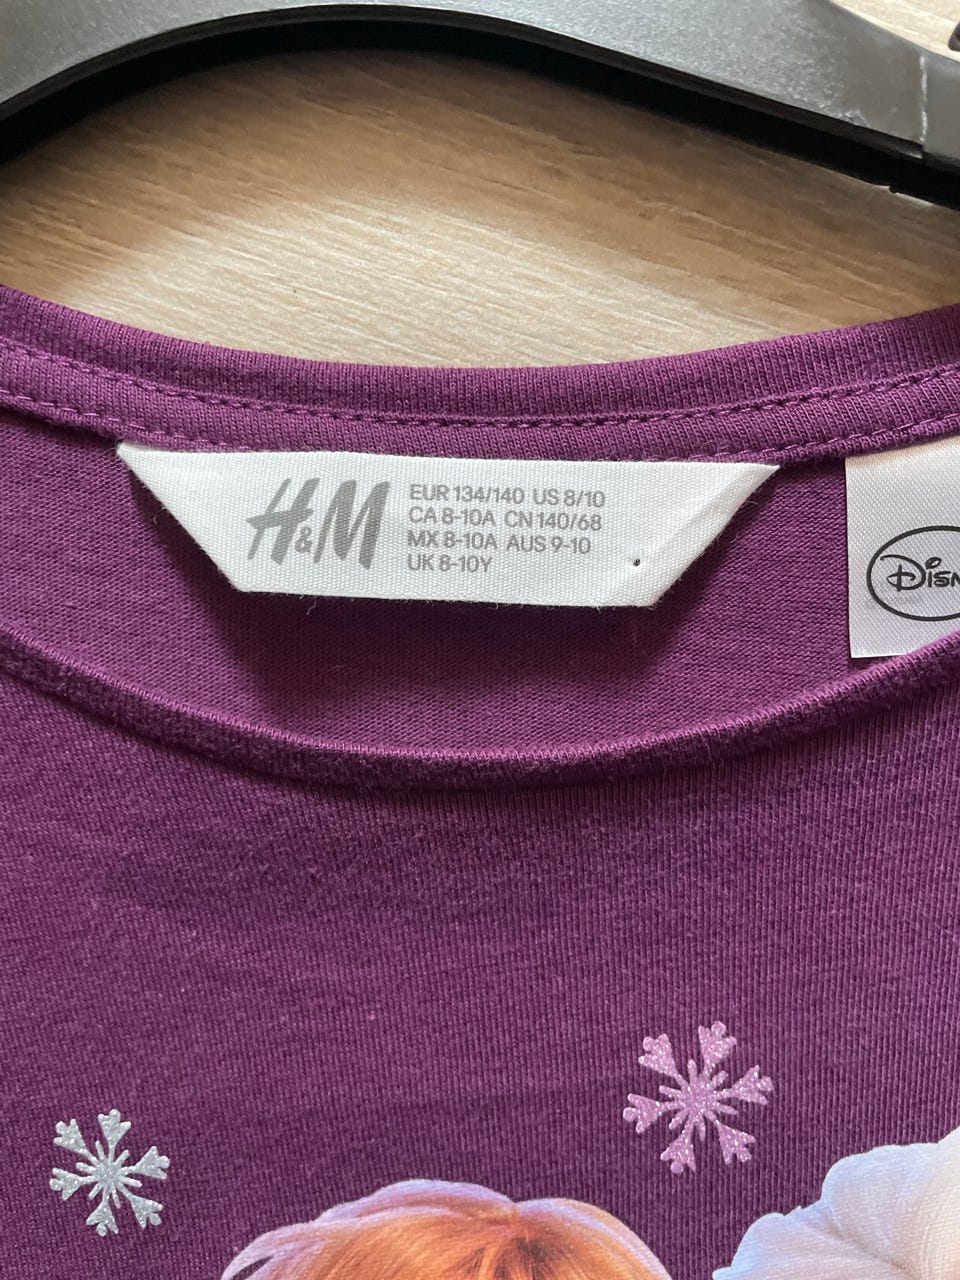 H&M
EUR 134/140 US 8/10
CA 8-10A CN 140/68
MX 8-10A AUS 9-10
UK 8-10Y
Disn